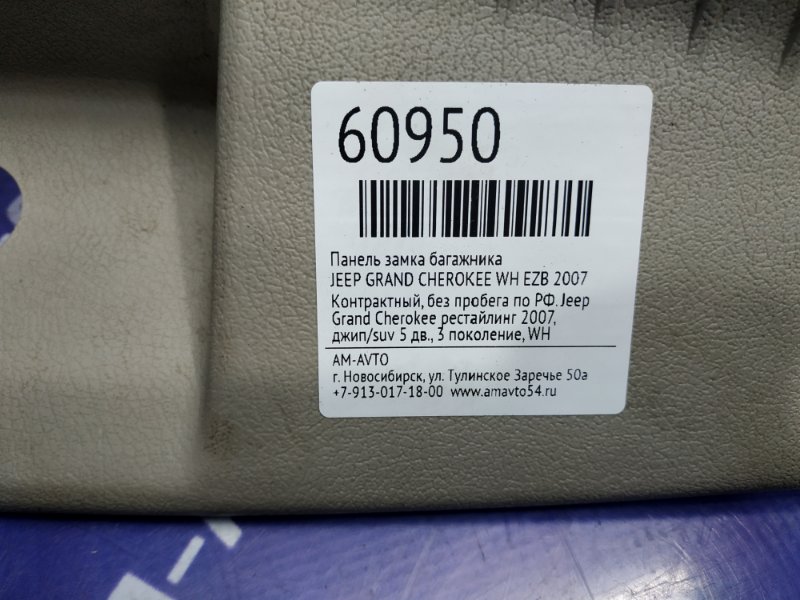 60950
Панель замка багажника
JEEP GRAND CHEROKEE WH EZB 2007
Контрактный, без пробега по РФ. Jeep
Grand Cherokee рестайлинг 2007,
джип/suv 5 дв., 3 поколение, WH
AM-AVTO
г. Новосибирск, ул. Тулинское Заречье 50а
+7-913-017-18-00 www.amavto54.ru